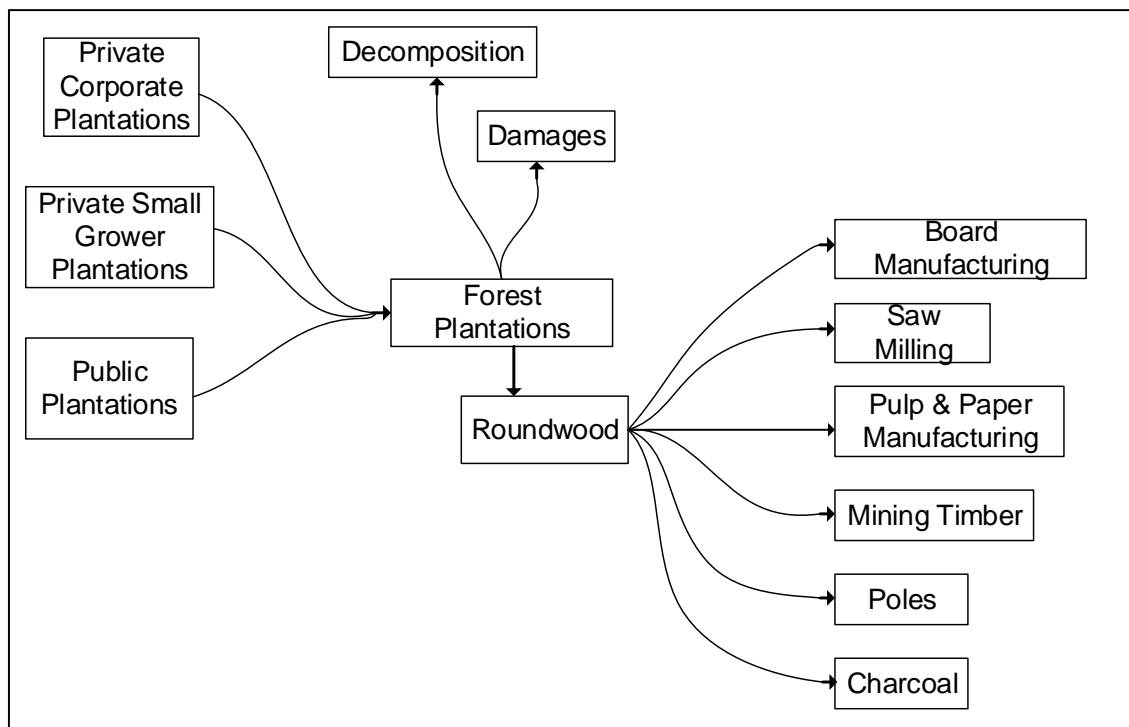 Private
Corporate
Plantations
Decomposition
Damages
Private Small
Grower
Plantations
Board
Manufacturing
Forest
Plantations
Saw
Milling
Public
Plantations
Roundwood
Pulp & Paper
Manufacturing
Mining Timber
Poles
Charcoal